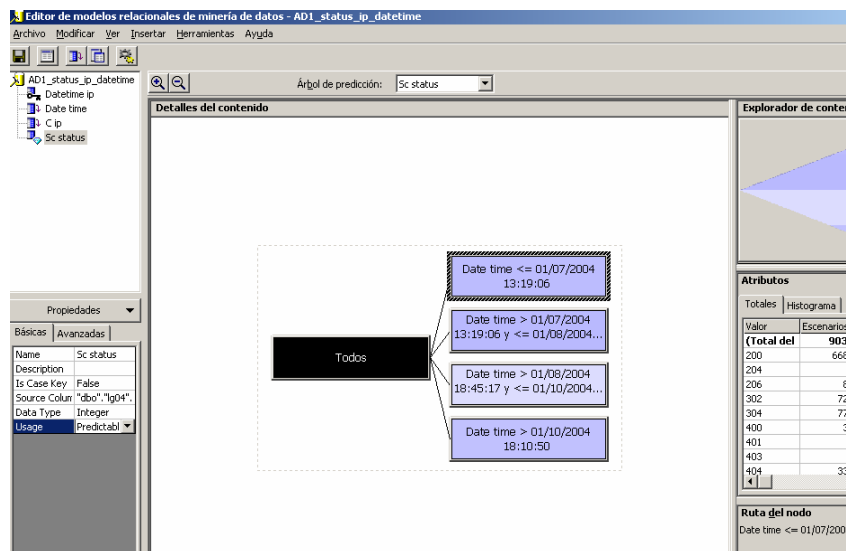 Editor de modelos relacionales de minería de datos - AD1_status_ip_datetime
Archivo Modificar Ver Insertar Herramientas Ayuda
AD1_status_ip_datetime
Datetime ip
Date time
C ip
Sc status
Árbol de predicción: Sc status
Detalles del contenido
Todos
Date time <= 01/07/2004
13:19:06
Date time > 01/07/2004
13:19:06 y <= 01/08/2004...
Date time > 01/08/2004
18:45:17 y <= 01/10/2004...
Date time > 01/10/2004
18:10:50
Propiedades
Básicas Avanzadas
Name Sc status
Description
Is Case Key False
Source Colum "dbo"."lg04".
Data Type Integer
Usage Predictabl
Explorador de conte
Atributos
Totales Histograma
Valor Escenarios
(Total del 903
200 668
204
206 8
302 72
304 77
400 3
401
403
404 33
Ruta del nodo
Date time <= 01/07/200